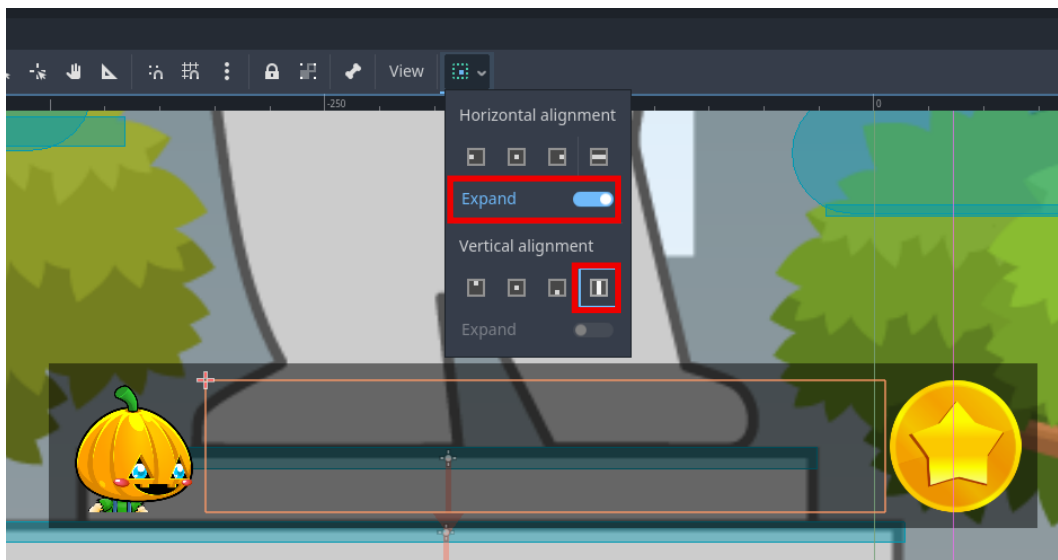 View
-250
0
Horizontal alignment
Expand
Vertical alignment
Expand